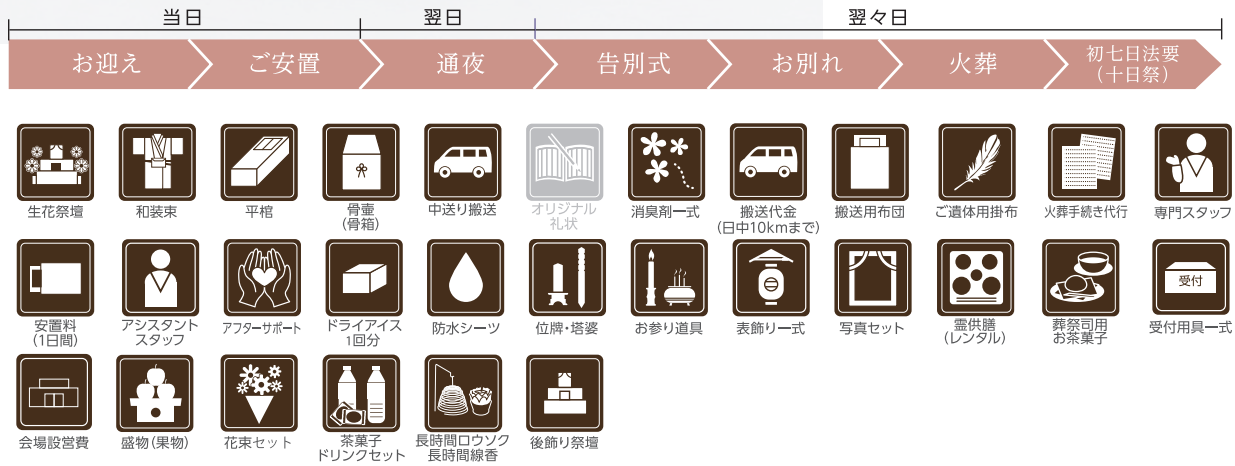 当日
翌日
翌々日
お迎え
ご安置
通夜
告別式
お別れ
火葬
初七日法要
(十日祭)
生花祭壇
和装束
平棺
骨壷
(骨箱)
中送り搬送
オリジナル
礼状
消臭剤一式
搬送代金
(日中10kmまで)
搬送用布団
ご遺体用掛布
火葬手続き代行
専門スタッフ
安置料
(1日間)
アシスタント
スタッフ
アフターサポート
ドライアイス
1回分
防水シーツ
位牌・塔婆
お参り道具
表飾り一式
写真セット
霊供膳
(レンタル)
葬祭司用
お茶菓子
受付
受付用具一式
会場設営費
盛物(果物)
花束セット
茶菓子
ドリンクセット
長時間ロウソク
長時間線香
後飾り祭壇